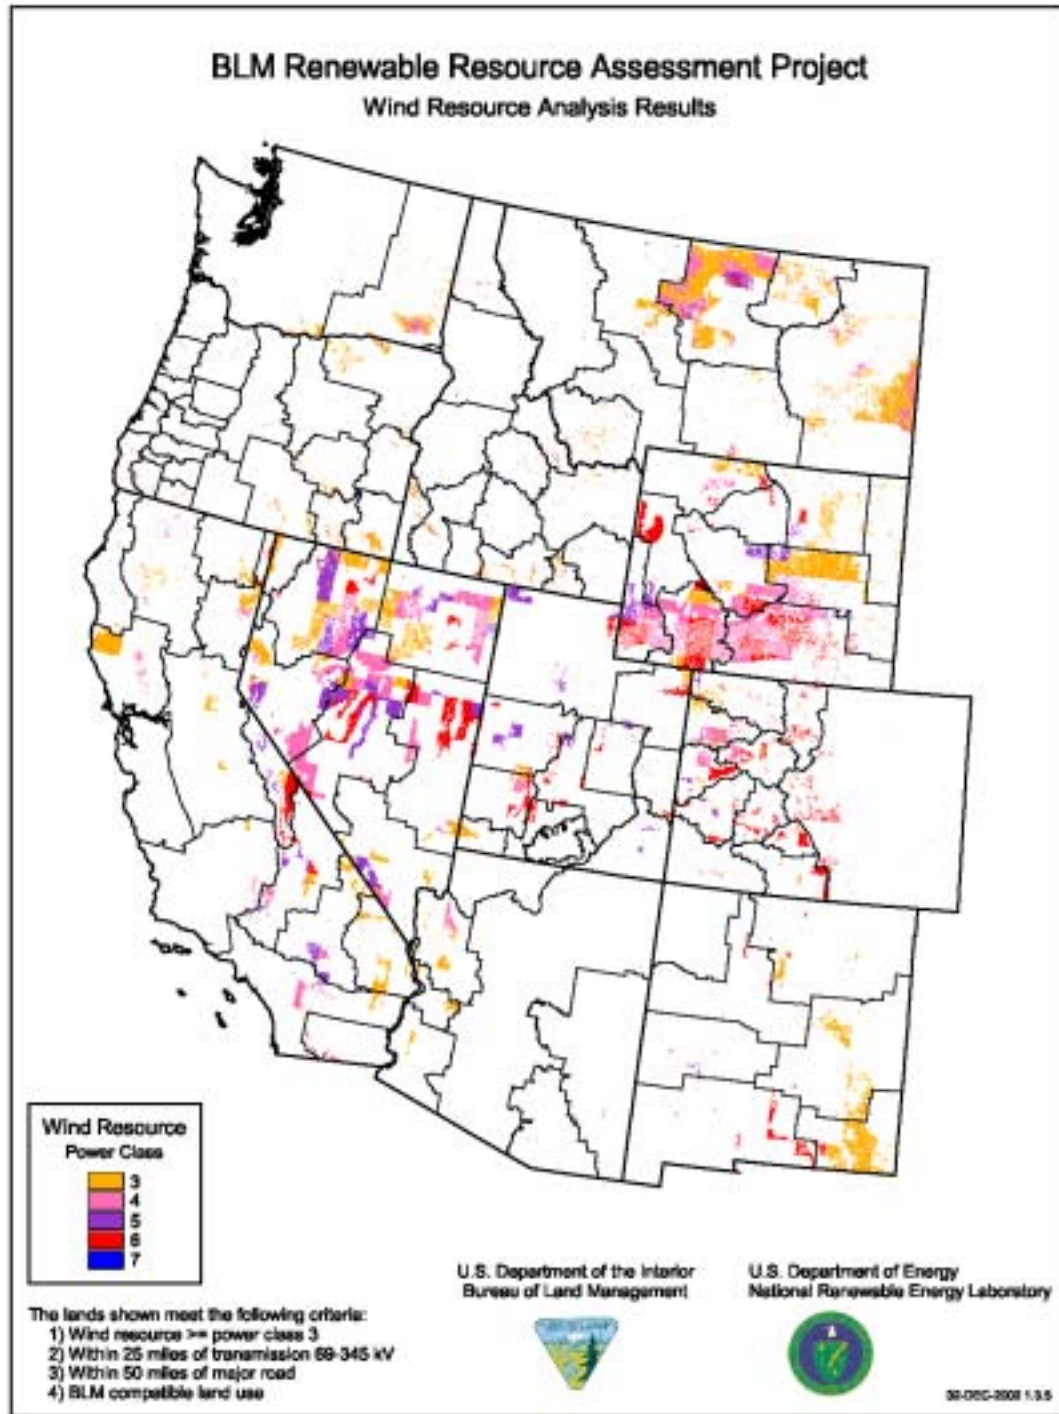 BLM Renewable Resource Assessment Project
Wind Resource Analysis Results
Wind Resource
Power Class
3
4
5
6
7
U.S. Department of the Interior
Bureau of Land Management
U.S. Department of Energy
National Renewable Energy Laboratory
The lands shown meet the following criteria:
1) Wind resource >= power class 3
2) Within 25 miles of transmission 69-345 kV
3) Within 50 miles of major road
4) BLM compatible land use